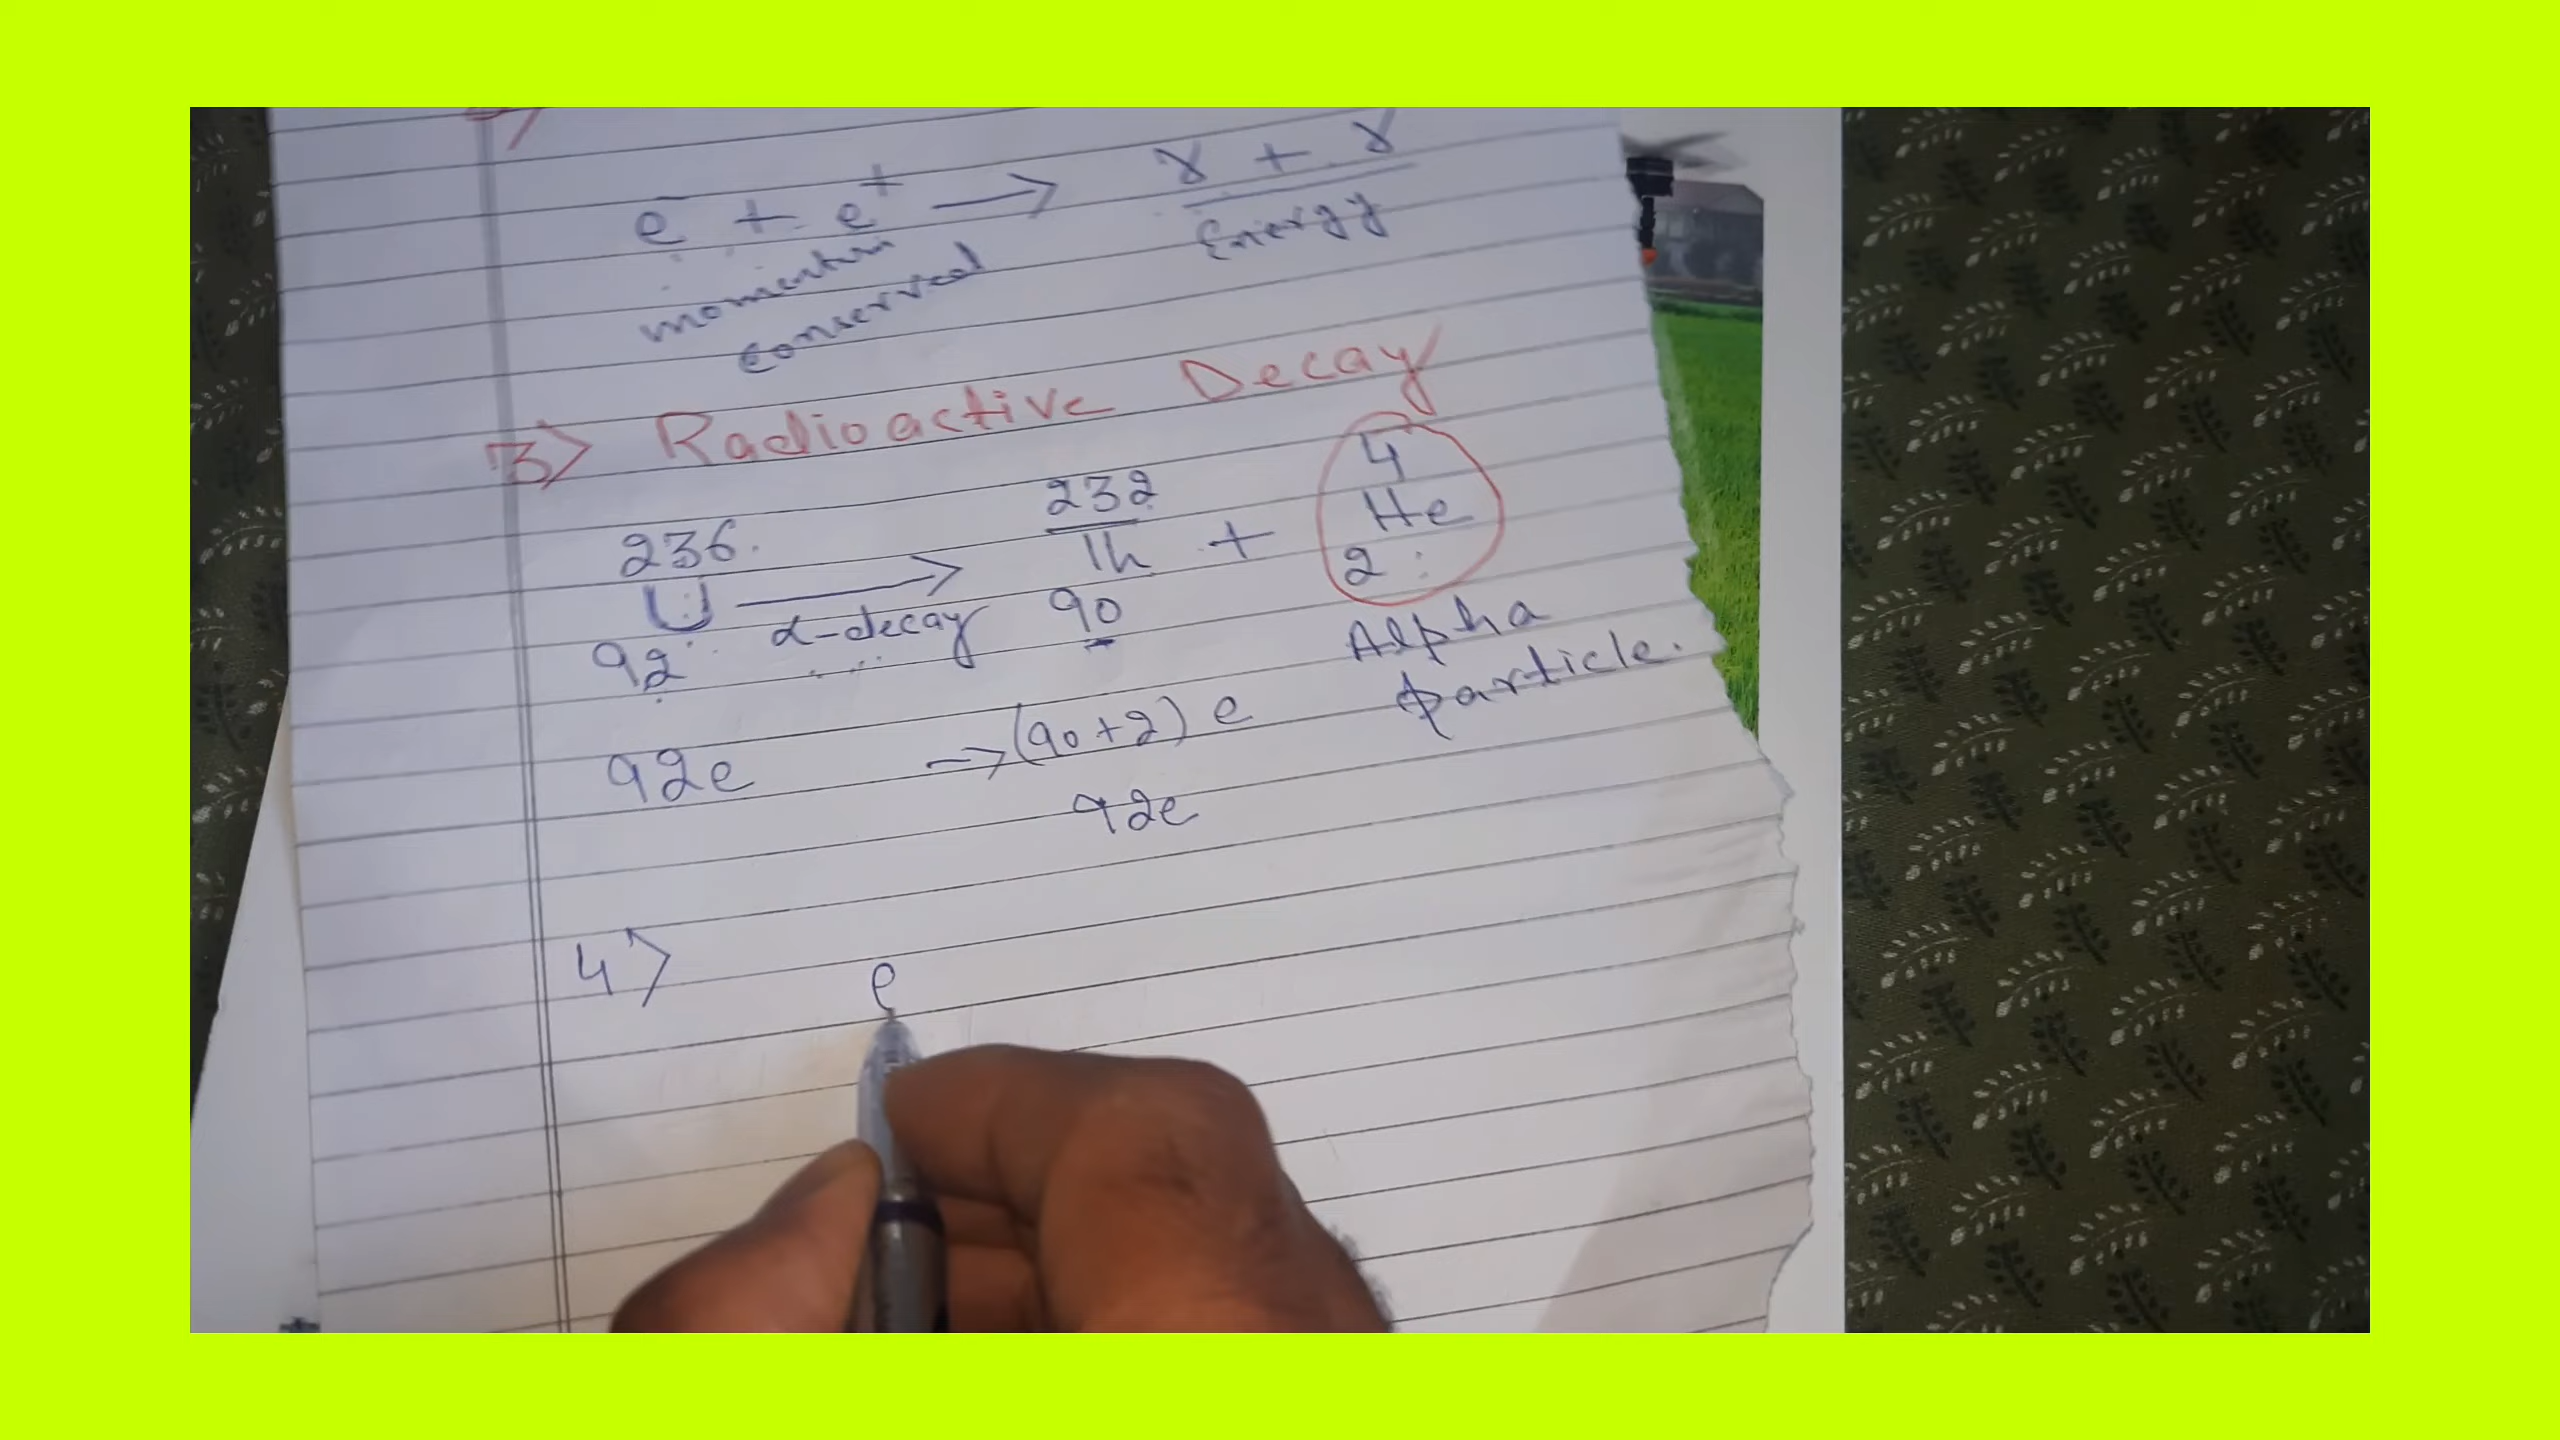 e⁻ + e⁺ → γ + γ
momentum conserved
Energy
3> Radioactive Decay
236 U 92 → α-decay 232 Th 90 + 4 He 2
Alpha particle.
92e → (90+2) e
92e
4> e